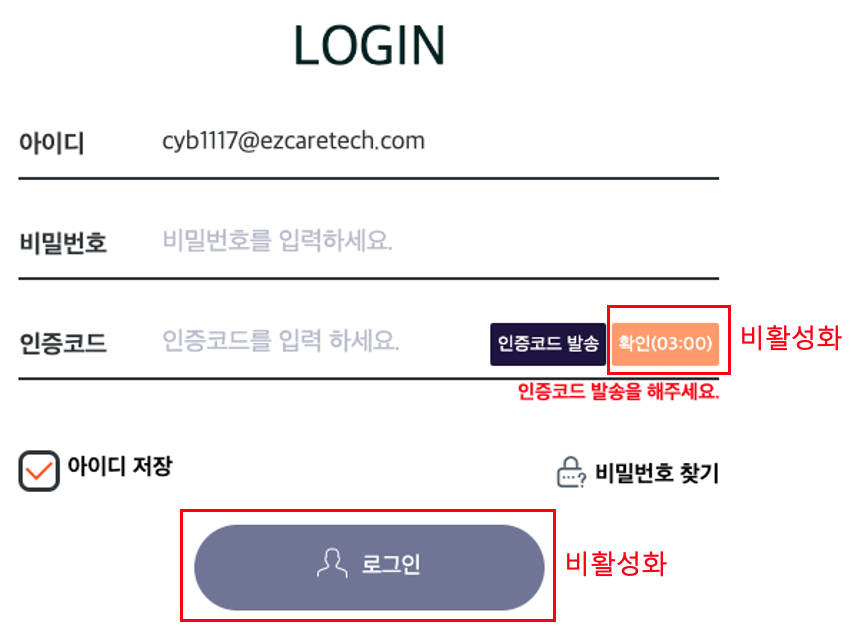 LOGIN
아이디 cyb1117@ezcaretech.com
비밀번호 비밀번호를 입력하세요.
인증코드 인증코드를 입력 하세요. 인증코드 발송 확인(03:00) 비활성화
인증코드 발송을 해주세요.
아이디 저장 비밀번호 찾기
로그인 비활성화